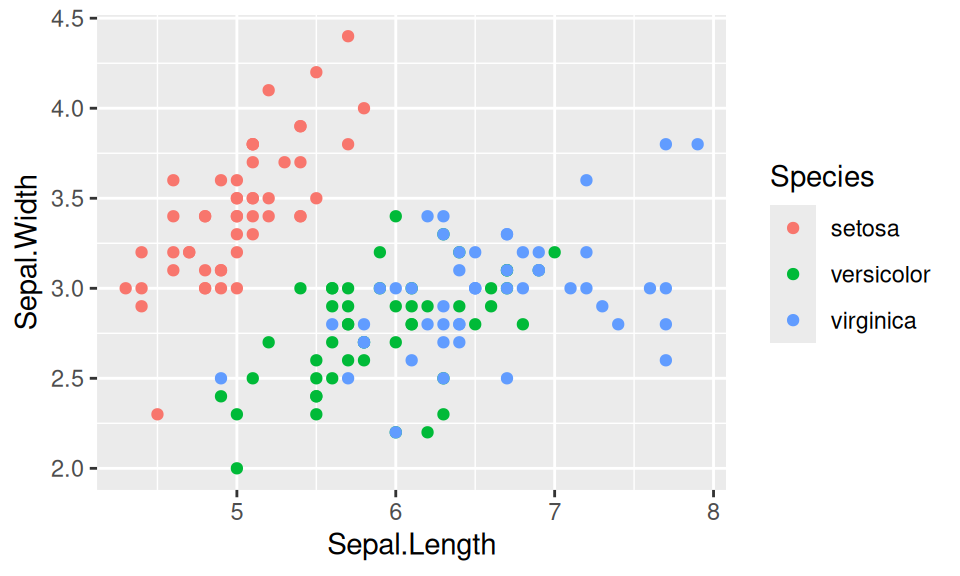 4.5
4.0
3.5
3.0
2.5
2.0
Sepal.Width
5 6 7 8
Sepal.Length
Species
setosa
versicolor
virginica